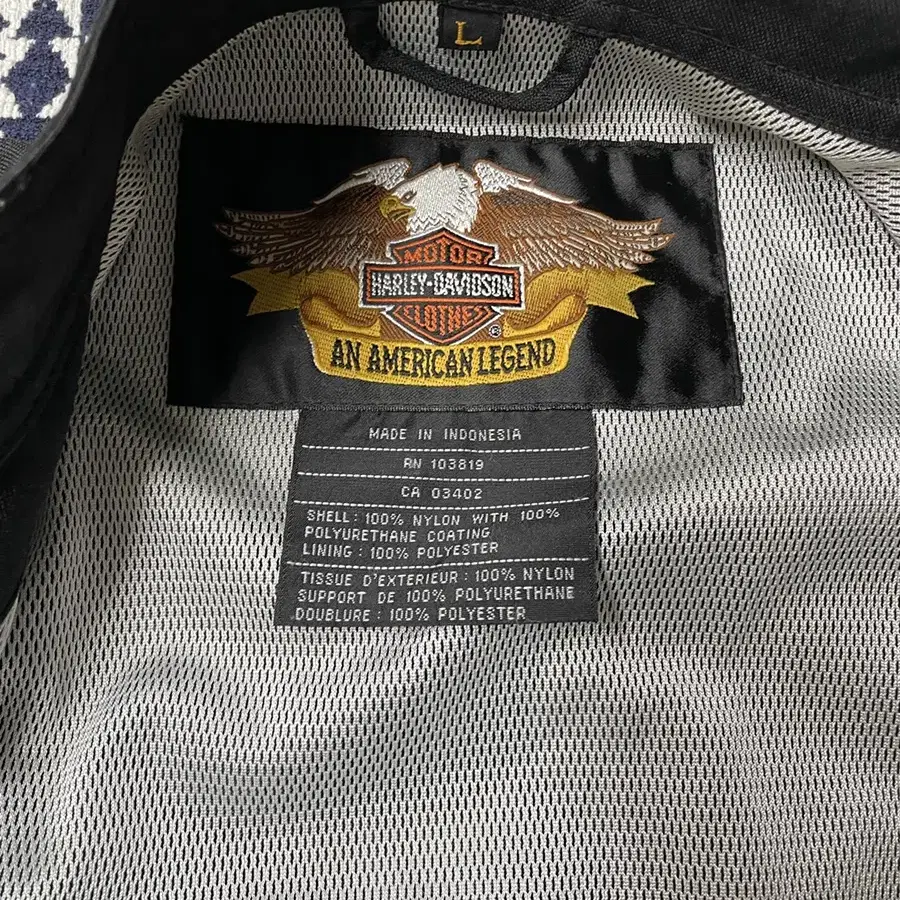 L
MOTOR
HARLEY-DAVIDSON
CLOTHES
®
AN AMERICAN LEGEND
MADE IN INDONESIA
RN 103819
CA 03402
SHELL: 100% NYLON WITH 100%
POLYURETHANE COATING
LINING: 100% POLYESTER
TISSUE D'EXTERIEUR: 100% NYLON
SUPPORT DE 100% POLYURETHANE
DOUBLURE: 100% POLYESTER